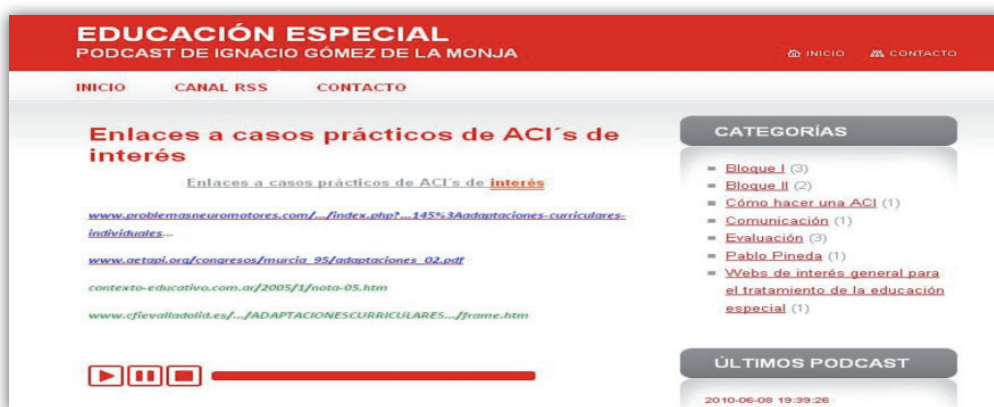 EDUCACIÓN ESPECIAL
PODCAST DE IGNACIO GÓMEZ DE LA MONJA
INICIO CONTACTO
INICIO CANAL RSS CONTACTO
Enlaces a casos prácticos de ACI´s de
interés
Enlaces a casos prácticos de ACI´s de interés
www.problemasneuromotores.com/.../index.php?...145%3Aadaptaciones-curriculares-
individuales...
www.aetapi.org/congresos/murcia_95/adaptaciones_02.pdf
contexto-educativo.com.ar/2005/1/nota-05.htm
www.cfievalladolid.es/.../ADAPTACIONESCURRICULARES.../frame.htm
CATEGORÍAS
Bloque I (3)
Bloque II (2)
Cómo hacer una ACI (1)
Comunicación (1)
Evaluación (3)
Pablo Pineda (1)
Webs de interés general para
el tratamiento de la educación
especial (1)
ÚLTIMOS PODCAST
2010-06-08 19:39:26